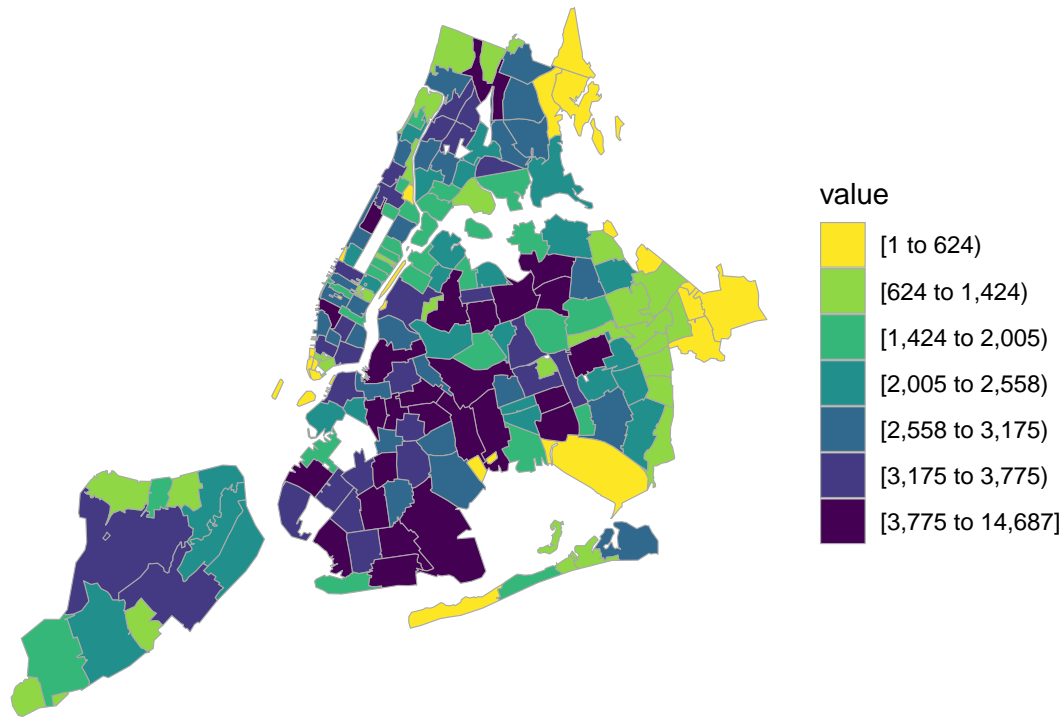 value
[1 to 624)
[624 to 1,424)
[1,424 to 2,005)
[2,005 to 2,558)
[2,558 to 3,175)
[3,175 to 3,775)
[3,775 to 14,687]